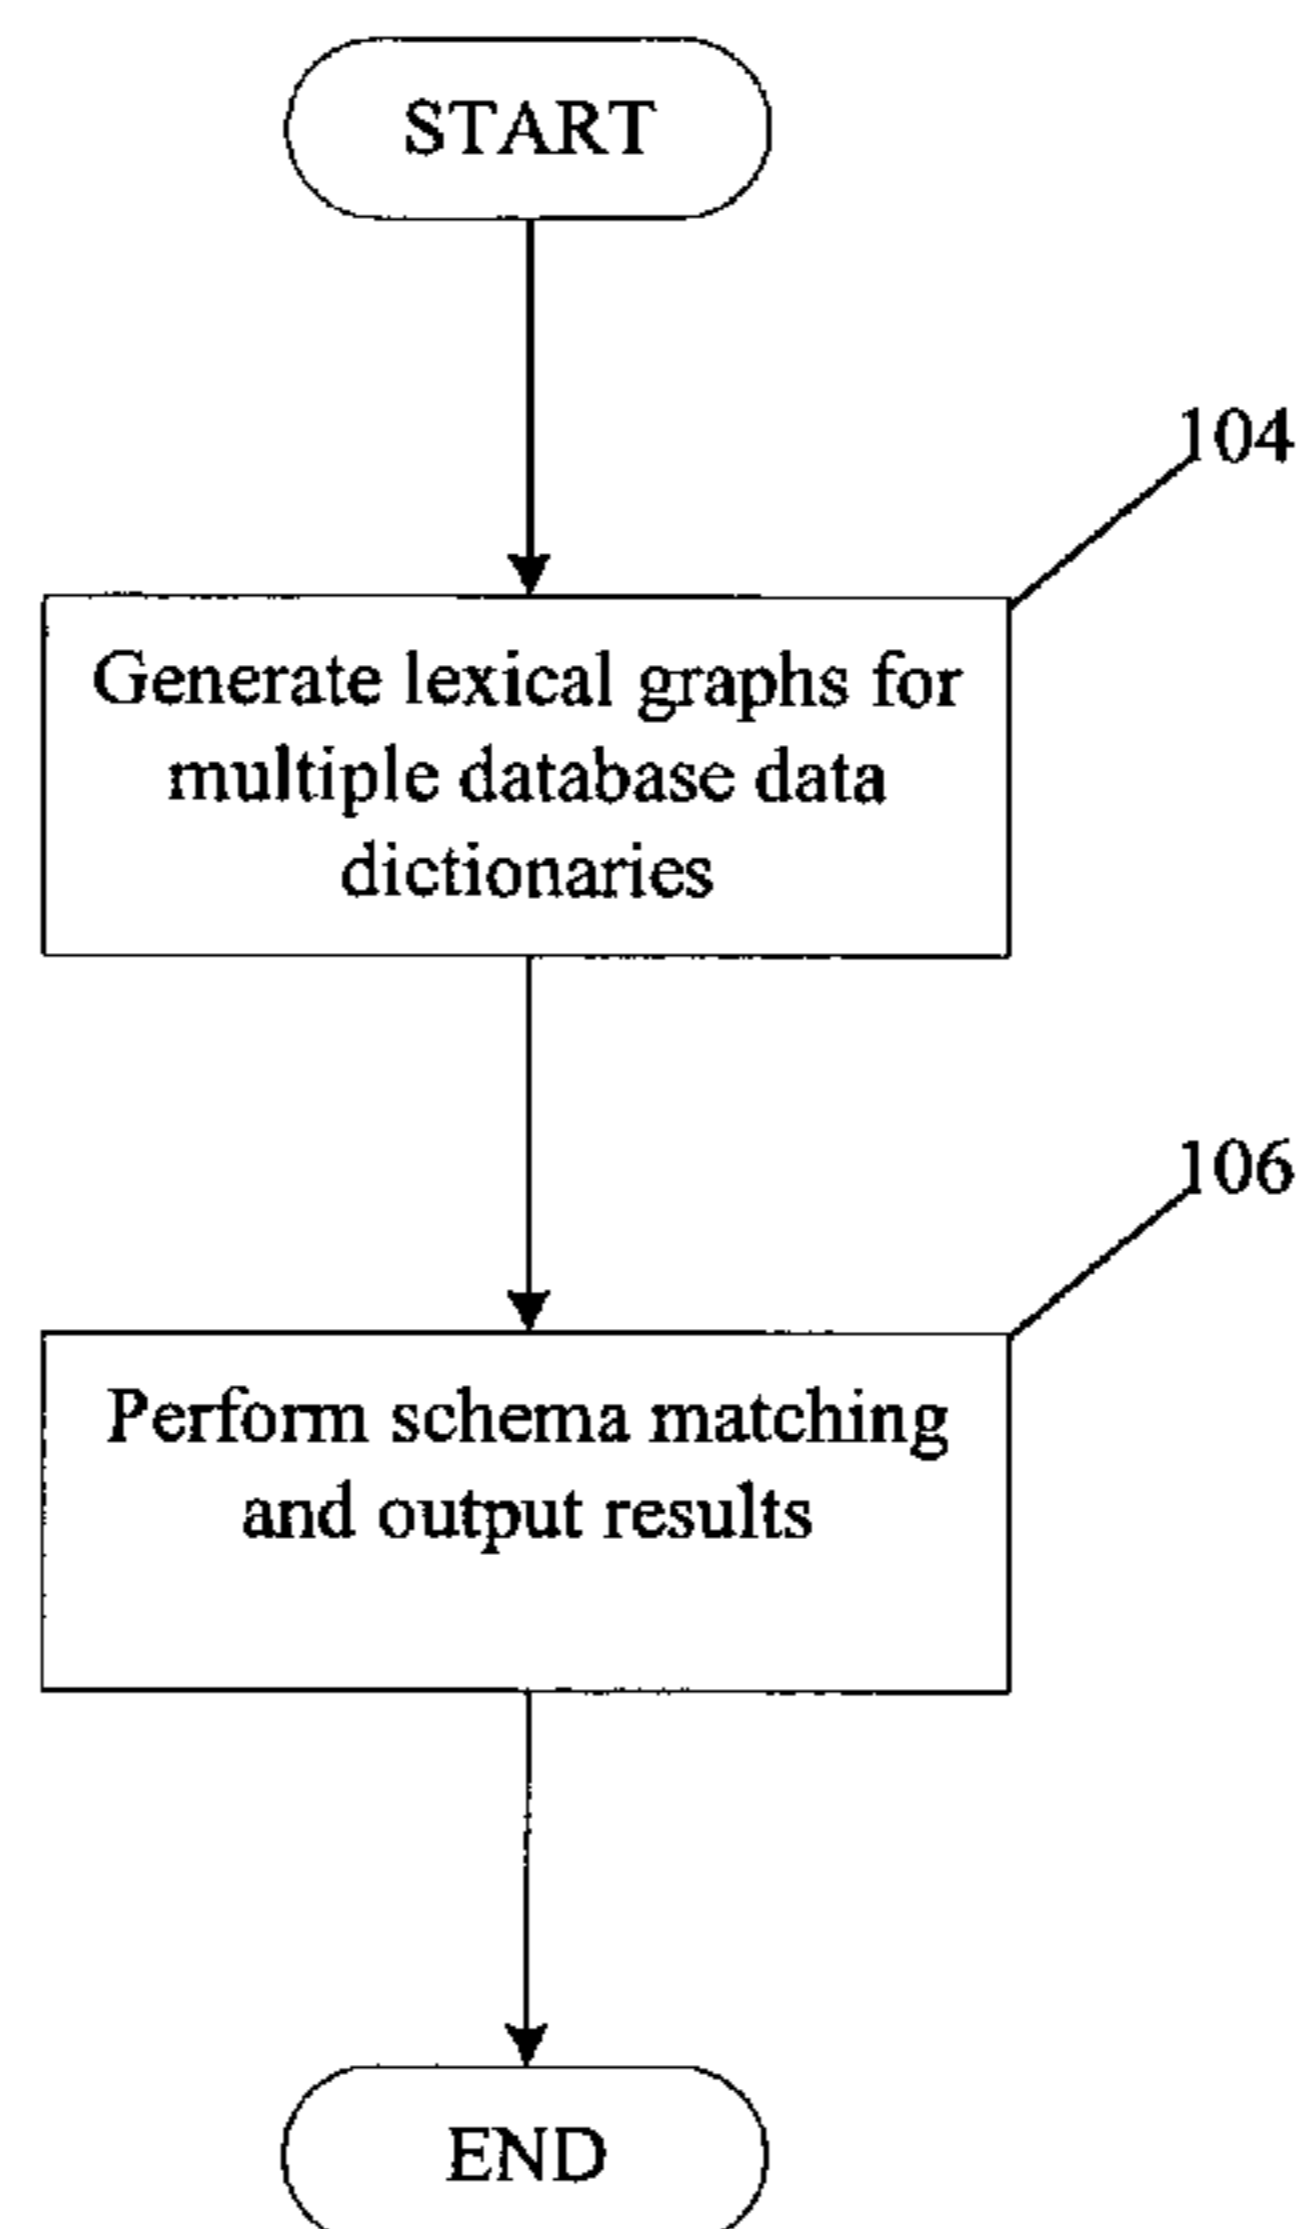 START
104
Generate lexical graphs for
multiple database data
dictionaries
106
Perform schema matching
and output results
END